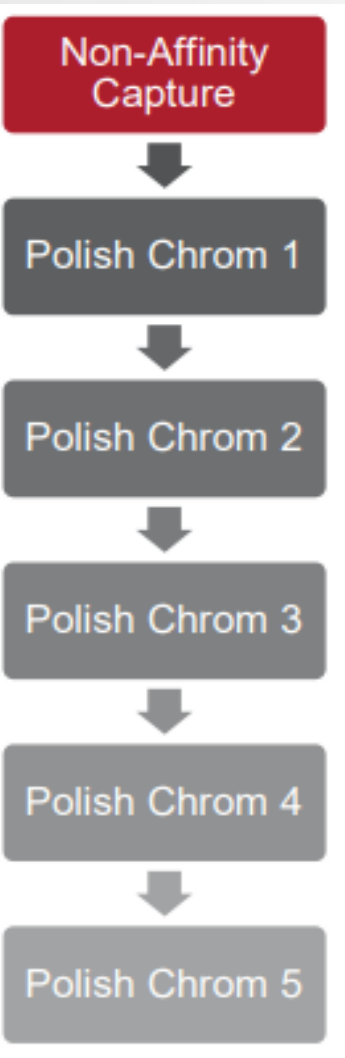 Non-Affinity
Capture
Polish Chrom 1
Polish Chrom 2
Polish Chrom 3
Polish Chrom 4
Polish Chrom 5